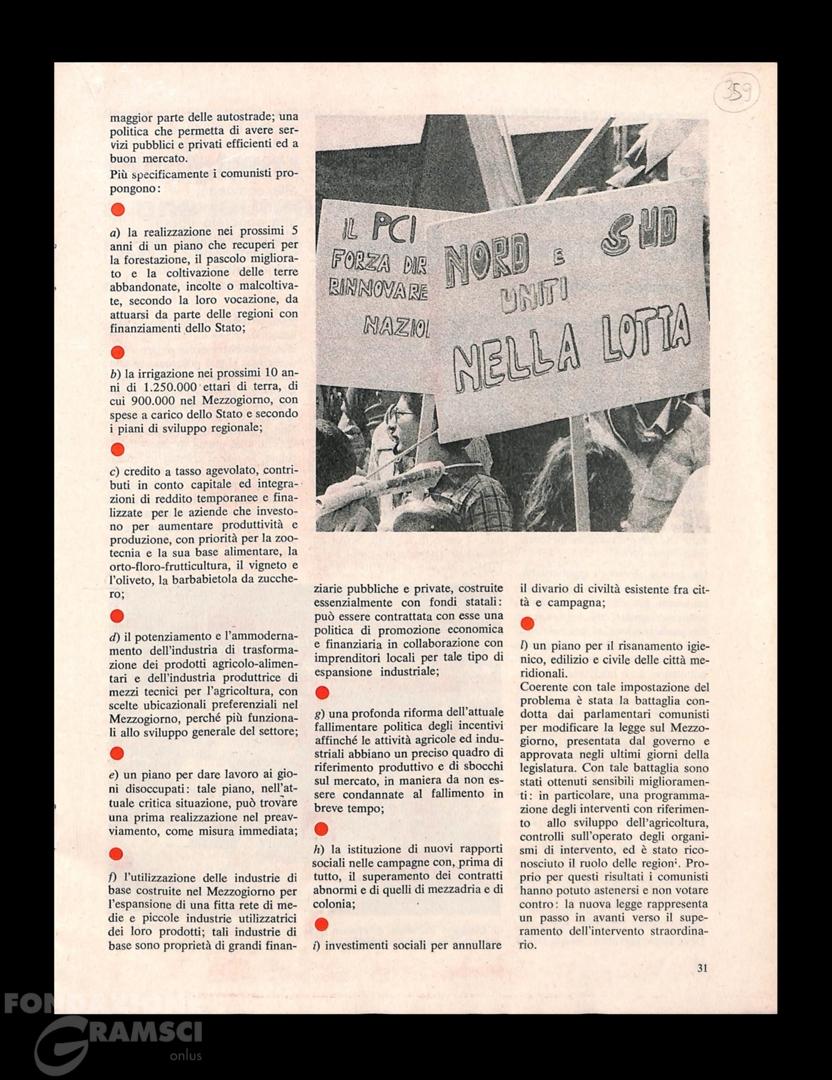 359
maggior parte delle autostrade; una
politica che permetta di avere ser-
vizi pubblici e privati efficienti ed a
buon mercato.
Più specificamente i comunisti pro-
pongono:
a) la realizzazione nei prossimi 5
anni di un piano che recuperi per
la forestazione, il pascolo migliora-
to e la coltivazione delle terre
abbandonate, incolte o malcoltiva-
te, secondo la loro vocazione, da
attuarsi da parte delle regioni con
finanziamenti dello Stato;
b) la irrigazione nei prossimi 10 an-
ni di 1.250.000 ettari di terra, di
cui 900.000 nel Mezzogiorno, con
spese a carico dello Stato e secondo
i piani di sviluppo regionale;
c) credito a tasso agevolato, contri-
buti in conto capitale ed integra-
zioni di reddito temporanee e fina-
lizzate per le aziende che investo-
no per aumentare produttività e
produzione, con priorità per la zoo-
tecnia e la sua base alimentare, la
orto-floro-frutticultura, il vigneto e
l'oliveto, la barbabietola da zucche-
ro;
d) il potenziamento e l'ammoderna-
mento dell'industria di trasforma-
zione dei prodotti agricolo-alimen-
tari e dell'industria produttrice di
mezzi tecnici per l'agricoltura, con
scelte ubicazionali preferenziali nel
Mezzogiorno, perché più funziona-
li allo sviluppo generale del settore;
e) un piano per dare lavoro ai gio-
ni disoccupati: tale piano, nell'at-
tuale critica situazione, può trovare
una prima realizzazione nel preav-
viamento, come misura immediata;
f) l'utilizzazione delle industrie di
base costruite nel Mezzogiorno per
l'espansione di una fitta rete di me-
die e piccole industrie utilizzatrici
dei loro prodotti; tali industrie di
base sono proprietà di grandi finan-
IL PCI
FORZA DIR
RINNOVARE
NAZIO
NORD E SUD
UNITI
NELLA LOTTA
ziarie pubbliche e private, costruite
essenzialmente con fondi statali:
può essere contrattata con esse una
politica di promozione economica
e finanziaria in collaborazione con
imprenditori locali per tale tipo di
espansione industriale;
g) una profonda riforma dell'attuale
fallimentare politica degli incentivi
affinché le attività agricole ed indu-
striali abbiano un preciso quadro di
riferimento produttivo e di sbocchi
sul mercato, in maniera da non es-
sere condannate al fallimento in
breve tempo;
h) la istituzione di nuovi rapporti
sociali nelle campagne con, prima di
tutto, il superamento dei contratti
abnormi e di quelli di mezzadria e di
colonia;
i) investimenti sociali per annullare
il divario di civiltà esistente fra cit-
tà e campagna;
l) un piano per il risanamento igie-
nico, edilizio e civile delle città me-
ridionali.
Coerente con tale impostazione del
problema è stata la battaglia con-
dotta dai parlamentari comunisti
per modificare la legge sul Mezzo-
giorno, presentata dal governo e
approvata negli ultimi giorni della
legislatura. Con tale battaglia sono
stati ottenuti sensibili miglioramen-
ti: in particolare, una programma-
zione degli interventi con riferimen-
to allo sviluppo dell'agricoltura,
controlli sull'operato degli organi-
smi di intervento, ed è stato rico-
nosciuto il ruolo delle regioni. Pro-
prio per questi risultati i comunisti
hanno potuto astenersi e non votare
contro: la nuova legge rappresenta
un passo in avanti verso il supe-
ramento dell'intervento straordina-
rio.
31
FONDAZIONE
GRAMSCI
onlus